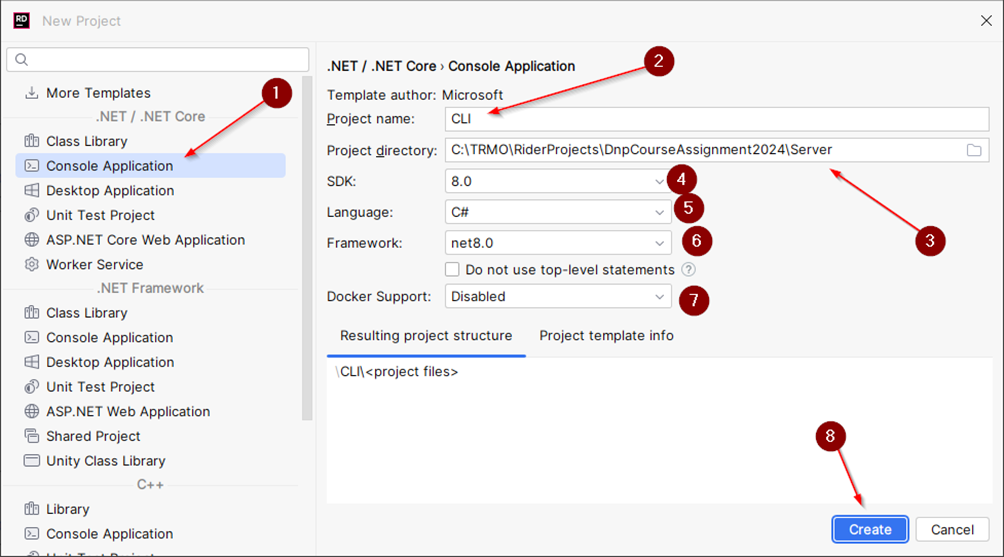 RD New Project
More Templates
.NET / .NET Core
Class Library
Console Application
Desktop Application
Unit Test Project
ASP.NET Core Web Application
Worker Service
.NET Framework
Class Library
Console Application
Desktop Application
Unit Test Project
ASP.NET Web Application
Shared Project
Unity Class Library
C++
Library
Console Application
Unit Test Project
1
.NET / .NET Core › Console Application
2
Template author: Microsoft
Project name: CLI
Project directory: C:\TRMO\RiderProjects\DnpCourseAssignment2024\Server
3
SDK: 8.0
4
Language: C#
5
Framework: net8.0
6
Do not use top-level statements ?
Docker Support: Disabled
7
Resulting project structure Project template info
\CLI\<project files>
8
Create Cancel